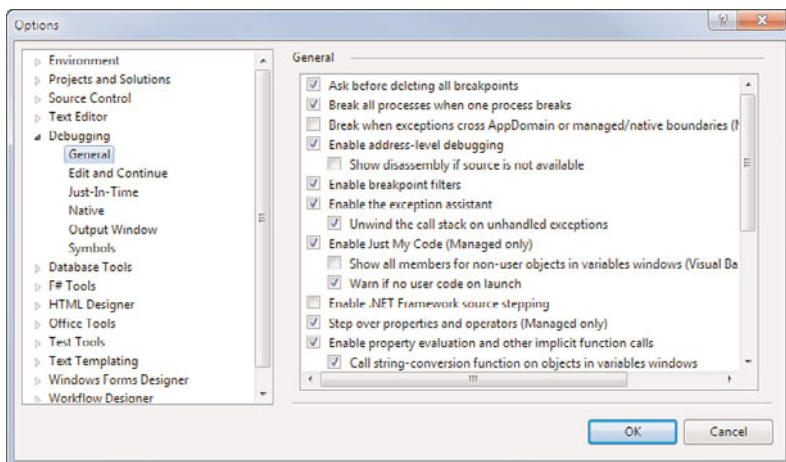 Options
Environment
Projects and Solutions
Source Control
Text Editor
Debugging
General
Edit and Continue
Just-In-Time
Native
Output Window
Symbols
Database Tools
F# Tools
HTML Designer
Office Tools
Test Tools
Text Templating
Windows Forms Designer
Workflow Designer
General
Ask before deleting all breakpoints
Break all processes when one process breaks
Break when exceptions cross AppDomain or managed/native boundaries (M
Enable address-level debugging
Show disassembly if source is not available
Enable breakpoint filters
Enable the exception assistant
Unwind the call stack on unhandled exceptions
Enable Just My Code (Managed only)
Show all members for non-user objects in variables windows (Visual Ba
Warn if no user code on launch
Enable .NET Framework source stepping
Step over properties and operators (Managed only)
Enable property evaluation and other implicit function calls
Call string-conversion function on objects in variables windows
OK
Cancel